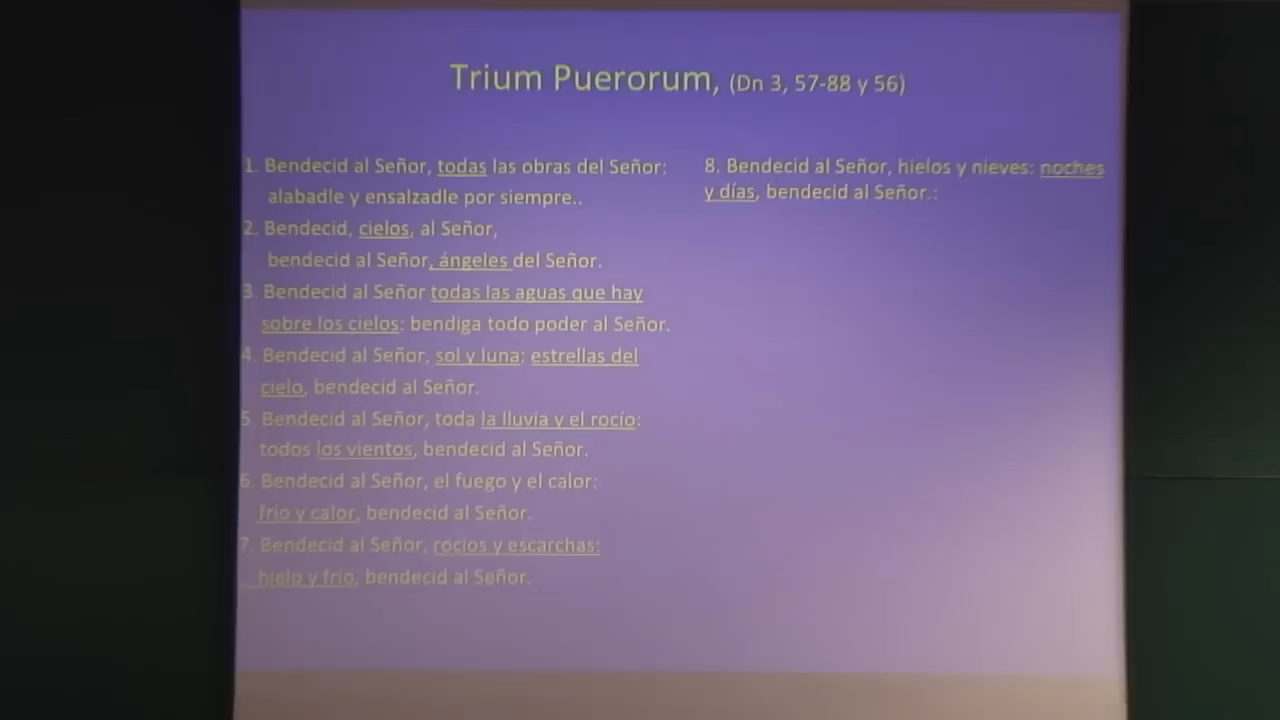 Trium Puerorum, (Dn 3, 57-88 y 56)
1. Bendecid al Señor, todas las obras del Señor;
alabadle y ensalzadle por siempre..
2. Bendecid, cielos, al Señor,
bendecid al Señor, ángeles del Señor.
3. Bendecid al Señor todas las aguas que hay
sobre los cielos: bendiga todo poder al Señor.
4. Bendecid al Señor, sol y luna; estrellas del
cielo, bendecid al Señor.
5. Bendecid al Señor, toda la lluvia y el rocío:
todos los vientos, bendecid al Señor.
6. Bendecid al Señor, el fuego y el calor:
frio y calor, bendecid al Señor.
7. Bendecid al Señor, rocios y escarchas:
hielo y frio, bendecid al Señor.
8. Bendecid al Señor, hielos y nieves: noches
y días, bendecid al Señor.: